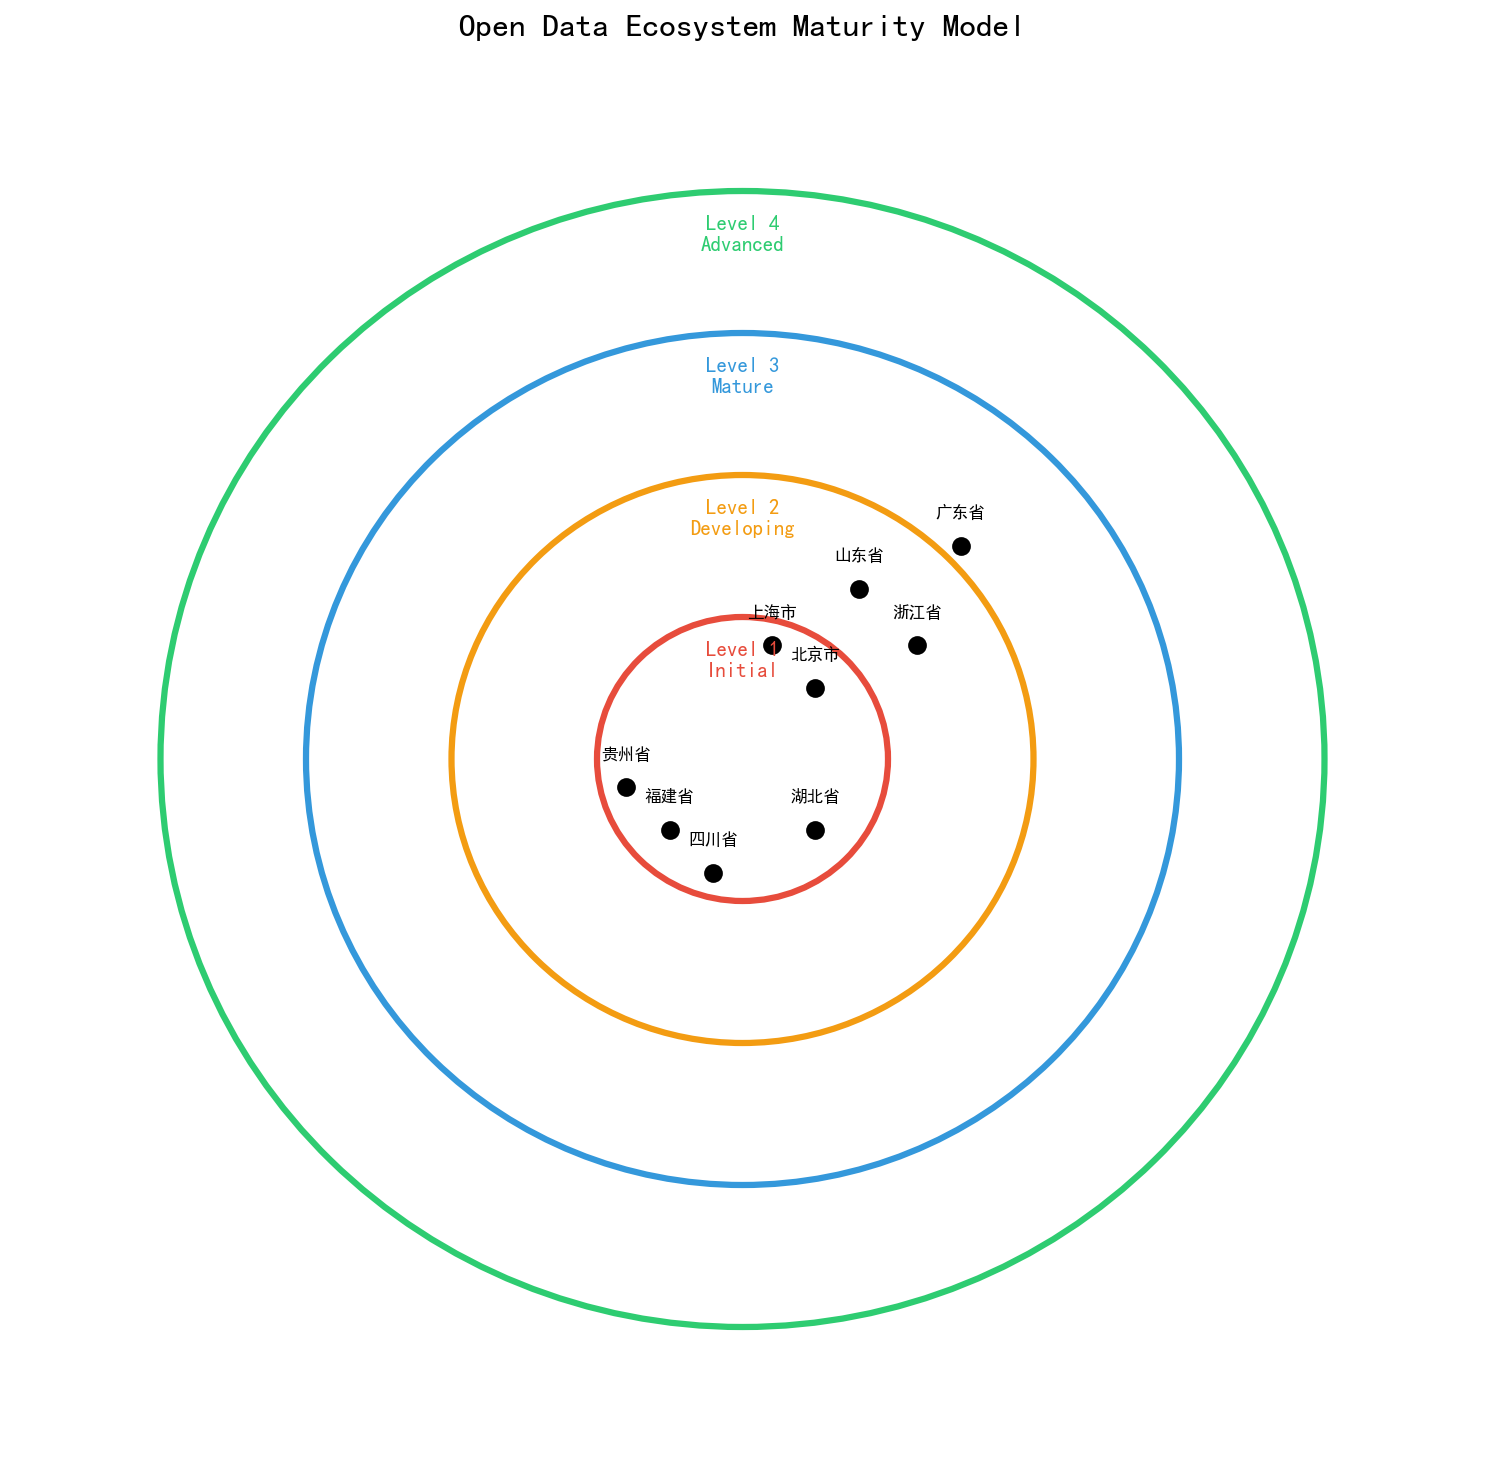 Open Data Ecosystem Maturity Model
Level 4
Advanced
Level 3
Mature
Level 2
Developing
广东省
山东省
上海市
浙江省
Level 1
Initial
北京市
贵州省
福建省
湖北省
四川省